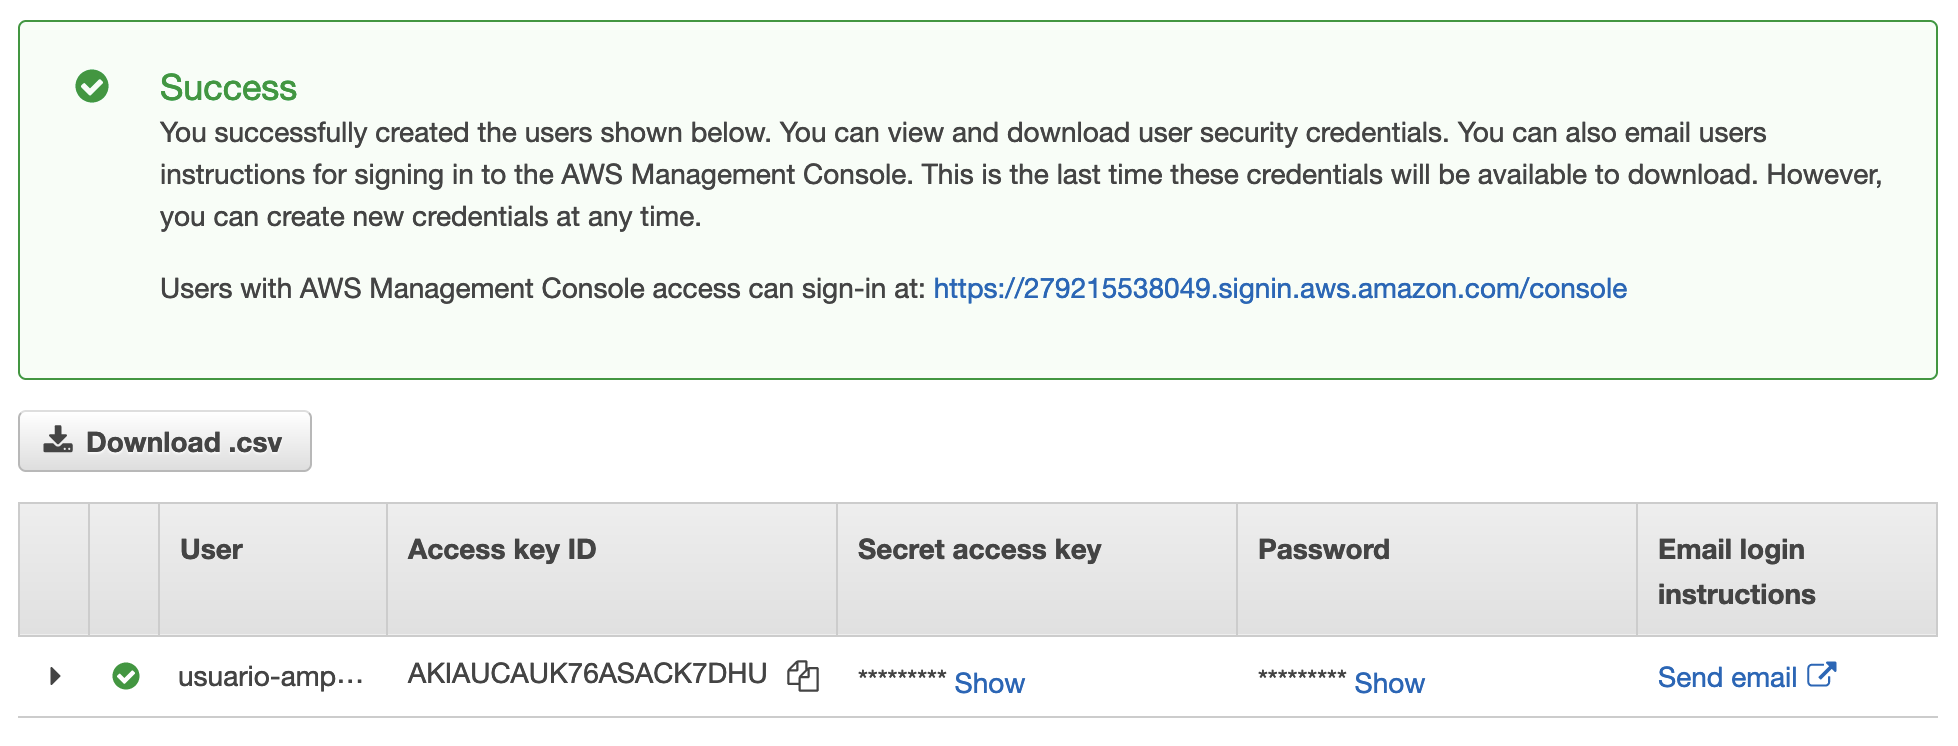 Success
You successfully created the users shown below. You can view and download user security credentials. You can also email users
instructions for signing in to the AWS Management Console. This is the last time these credentials will be available to download. However,
you can create new credentials at any time.
Users with AWS Management Console access can sign-in at: https://279215538049.signin.aws.amazon.com/console
Download .csv
User Access key ID Secret access key Password Email login
instructions
usuario-amp... AKIAUCAUK76ASACK7DHU ********* Show ********* Show Send email